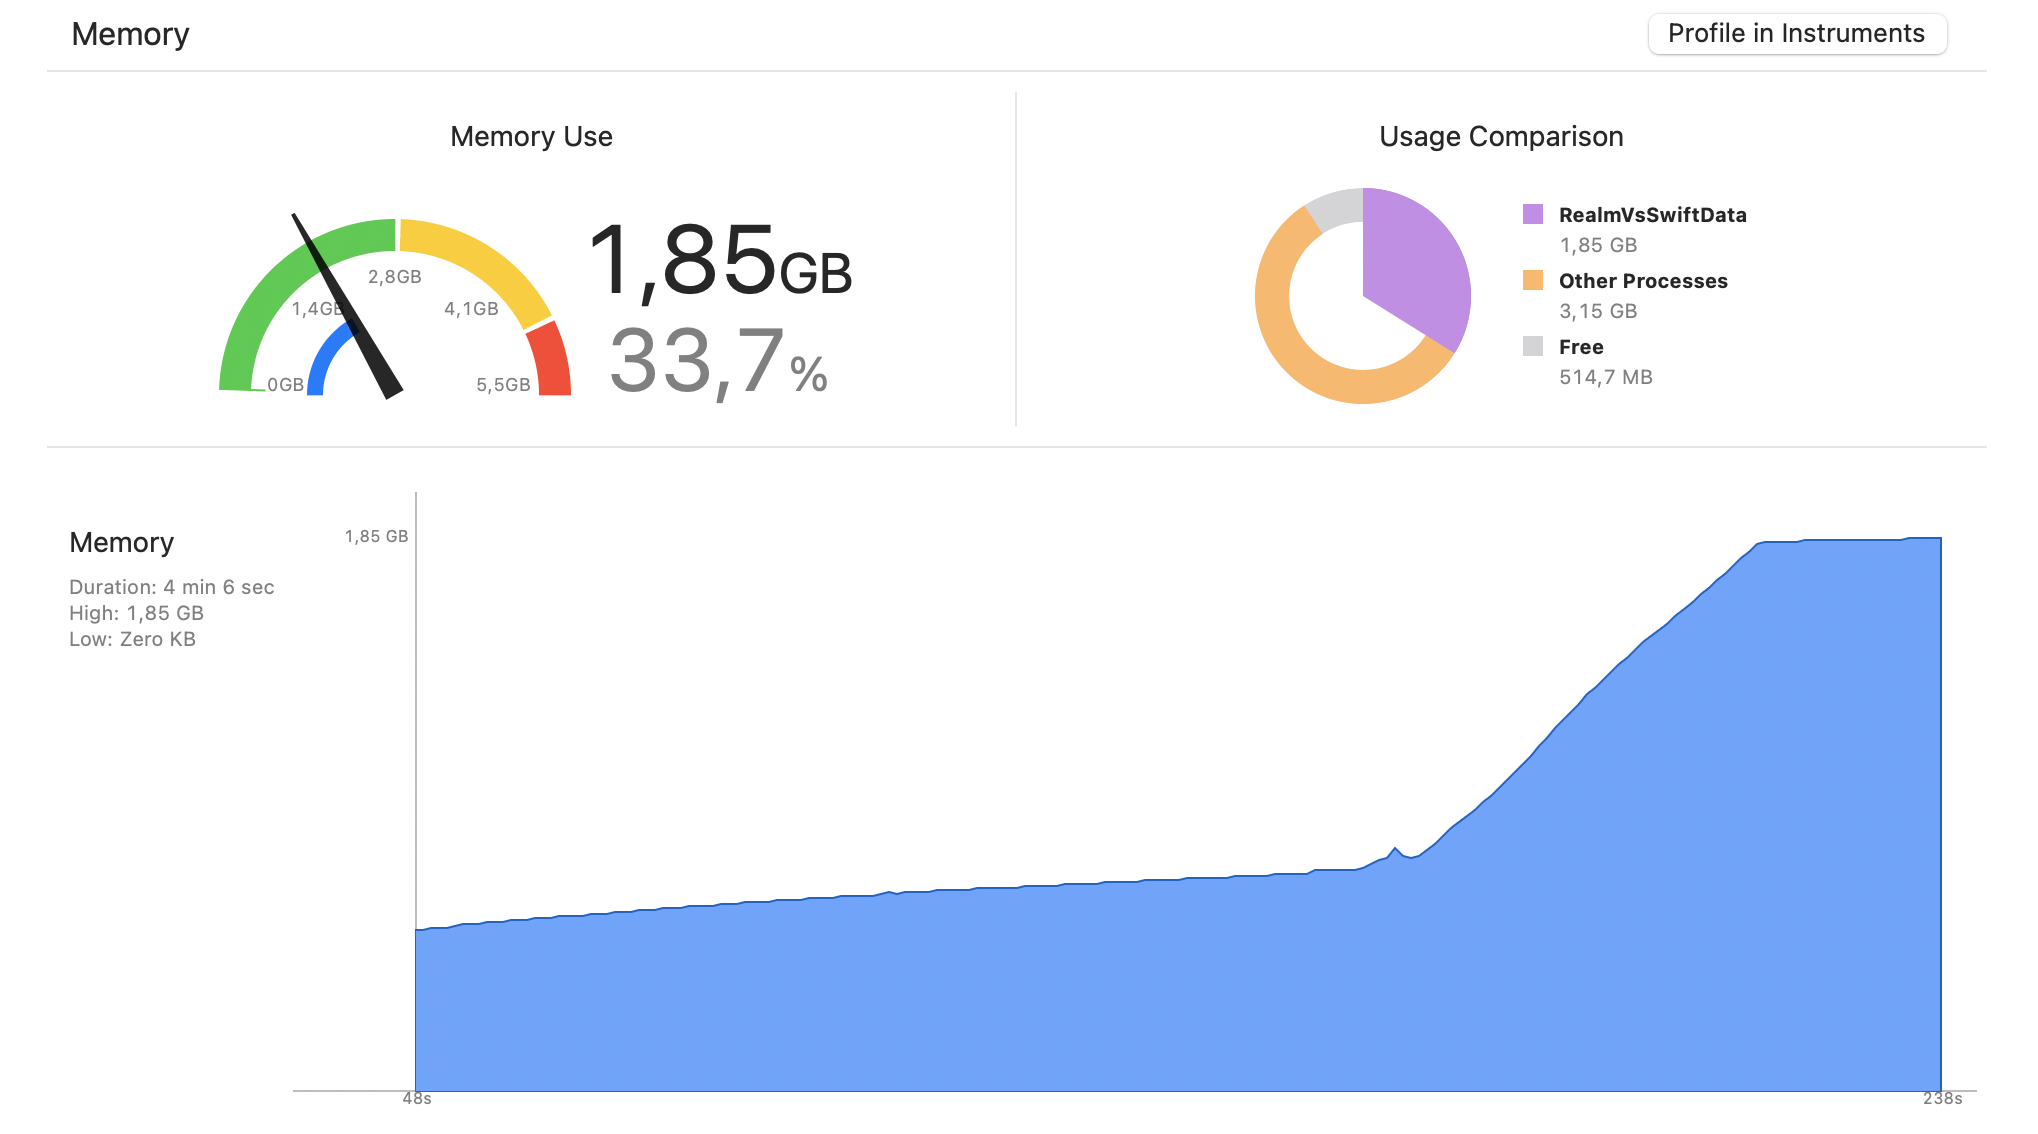 Memory
Profile in Instruments
Memory Use
Usage Comparison
0GB
1,4GB
2,8GB
4,1GB
5,5GB
1,85GB
33,7%
RealmVsSwiftData
1,85 GB
Other Processes
3,15 GB
Free
514,7 MB
Memory
Duration: 4 min 6 sec
High: 1,85 GB
Low: Zero KB
1,85 GB
48s
238s